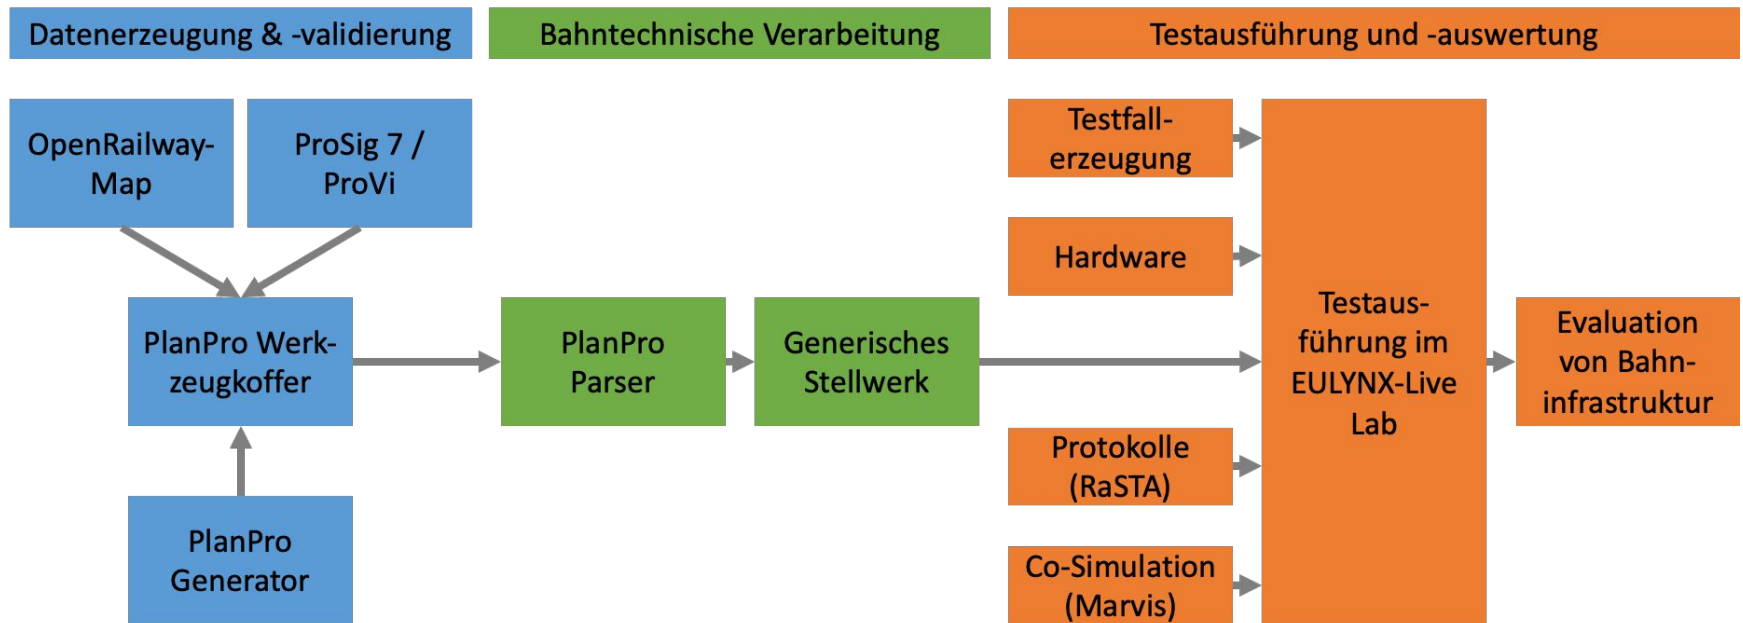 Datenerzeugung & -validierung
Bahntechnische Verarbeitung
Testausführung und -auswertung
OpenRailway-
Map
ProSig 7 /
ProVi
PlanPro Werk-
zeugkoffer
PlanPro
Generator
PlanPro
Parser
Generisches
Stellwerk
Testfall-
erzeugung
Hardware
Protokolle
(RaSTA)
Co-Simulation
(Marvis)
Testaus-
führung im
EULYNX-Live
Lab
Evaluation
von Bahn-
infrastruktur